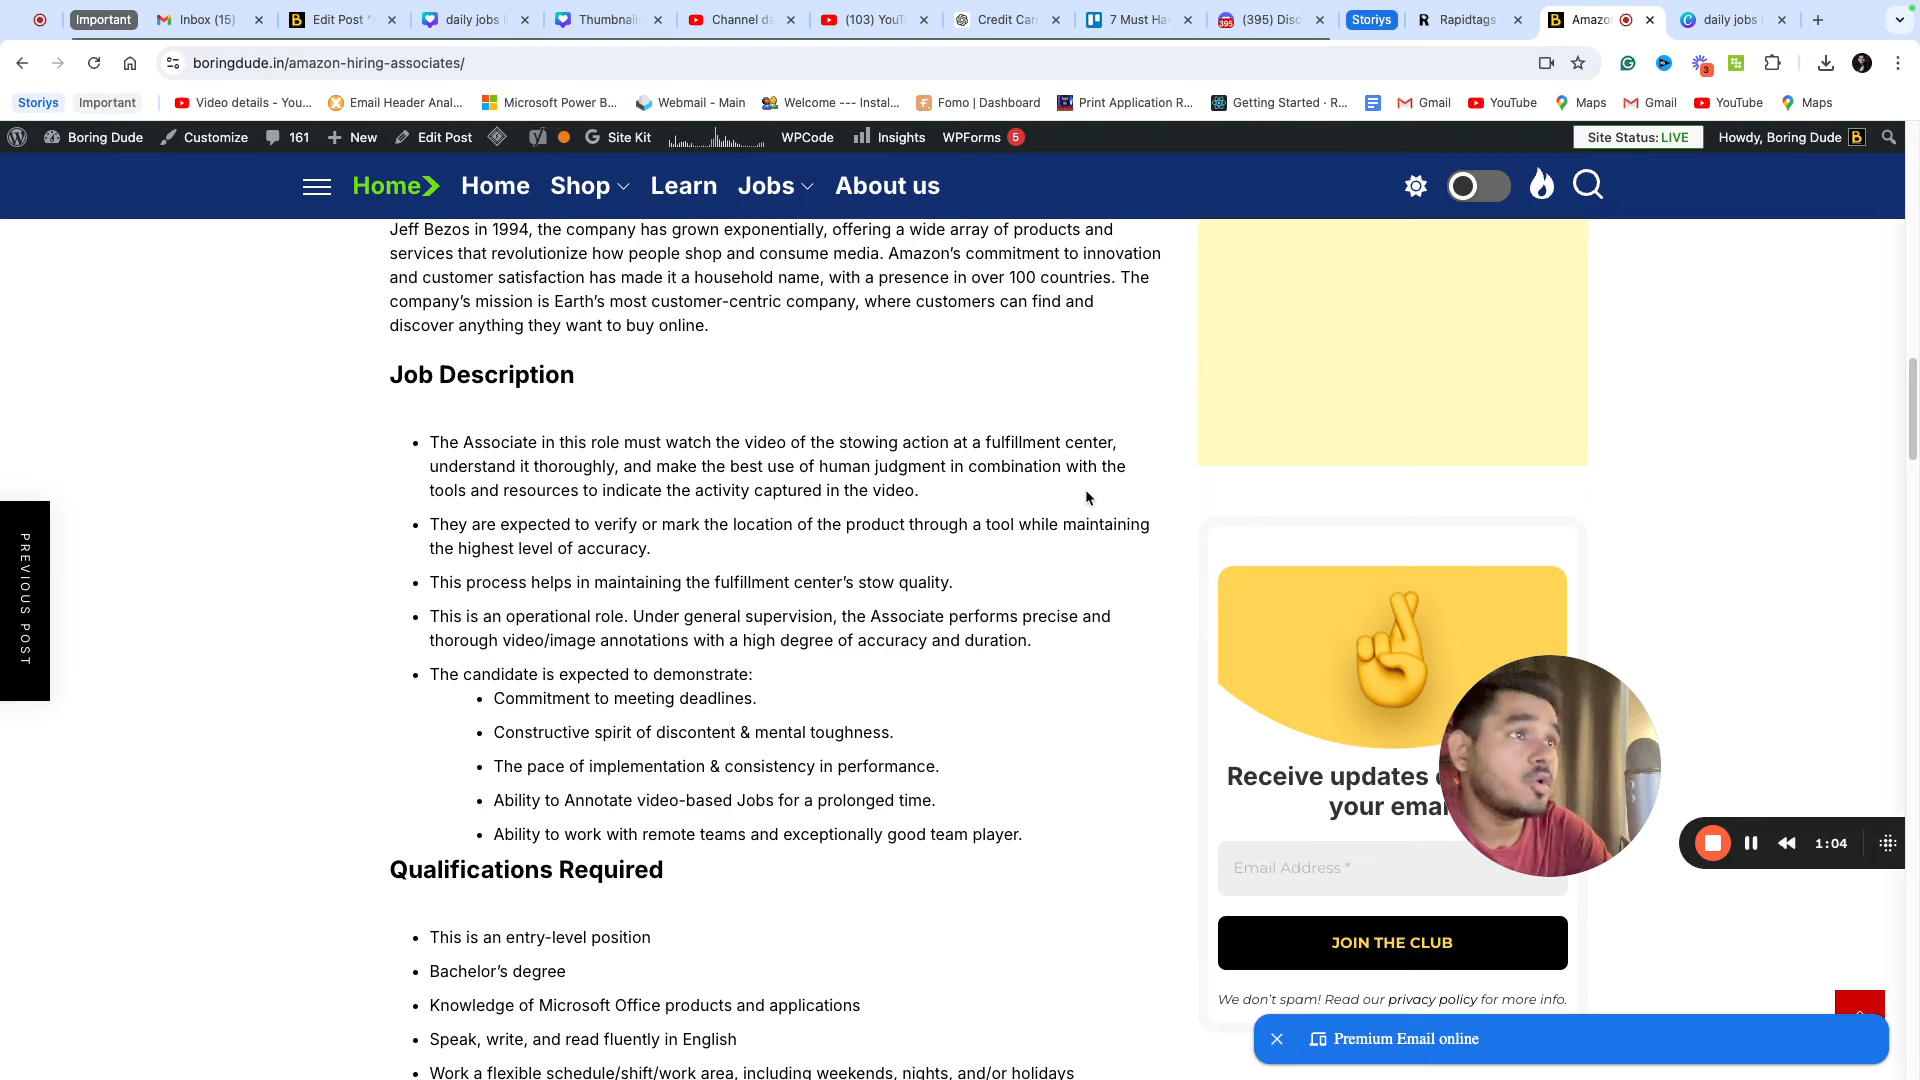 Important
Inbox (15)
Edit Post "
daily jobs i
Thumbnail
Channel da
(103) YouTu
Credit Car
7 Must Ha
(395) Disc
Storiys
Rapidtags
Amazo
daily jobs
boringdude.in/amazon-hiring-associates/
3
Storiys
Important
Video details - You...
Email Header Anal...
Microsoft Power B...
Webmail - Main
Welcome --- Instal...
Fomo | Dashboard
Print Application R...
Getting Started · R...
Gmail
YouTube
Maps
Gmail
YouTube
Maps
Boring Dude
Customize
161
New
Edit Post
Site Kit
WPCode
Insights
WPForms 5
Site Status: LIVE
Howdy, Boring Dude
Home
Home
Shop
Learn
Jobs
About us
Jeff Bezos in 1994, the company has grown exponentially, offering a wide array of products and
services that revolutionize how people shop and consume media. Amazon's commitment to innovation
and customer satisfaction has made it a household name, with a presence in over 100 countries. The
company's mission is Earth's most customer-centric company, where customers can find and
discover anything they want to buy online.
Job Description
• The Associate in this role must watch the video of the stowing action at a fulfillment center,
understand it thoroughly, and make the best use of human judgment in combination with the
tools and resources to indicate the activity captured in the video.
• They are expected to verify or mark the location of the product through a tool while maintaining
the highest level of accuracy.
• This process helps in maintaining the fulfillment center's stow quality.
• This is an operational role. Under general supervision, the Associate performs precise and
thorough video/image annotations with a high degree of accuracy and duration.
• The candidate is expected to demonstrate:
• Commitment to meeting deadlines.
• Constructive spirit of discontent & mental toughness.
• The pace of implementation & consistency in performance.
• Ability to Annotate video-based Jobs for a prolonged time.
• Ability to work with remote teams and exceptionally good team player.
Qualifications Required
• This is an entry-level position
• Bachelor's degree
• Knowledge of Microsoft Office products and applications
• Speak, write, and read fluently in English
• Work a flexible schedule/shift/work area, including weekends, nights, and/or holidays
PREVIOUS POST
Receive updates
your emai
Email Address *
JOIN THE CLUB
We don't spam! Read our privacy policy for more info.
1:04
Premium Email online